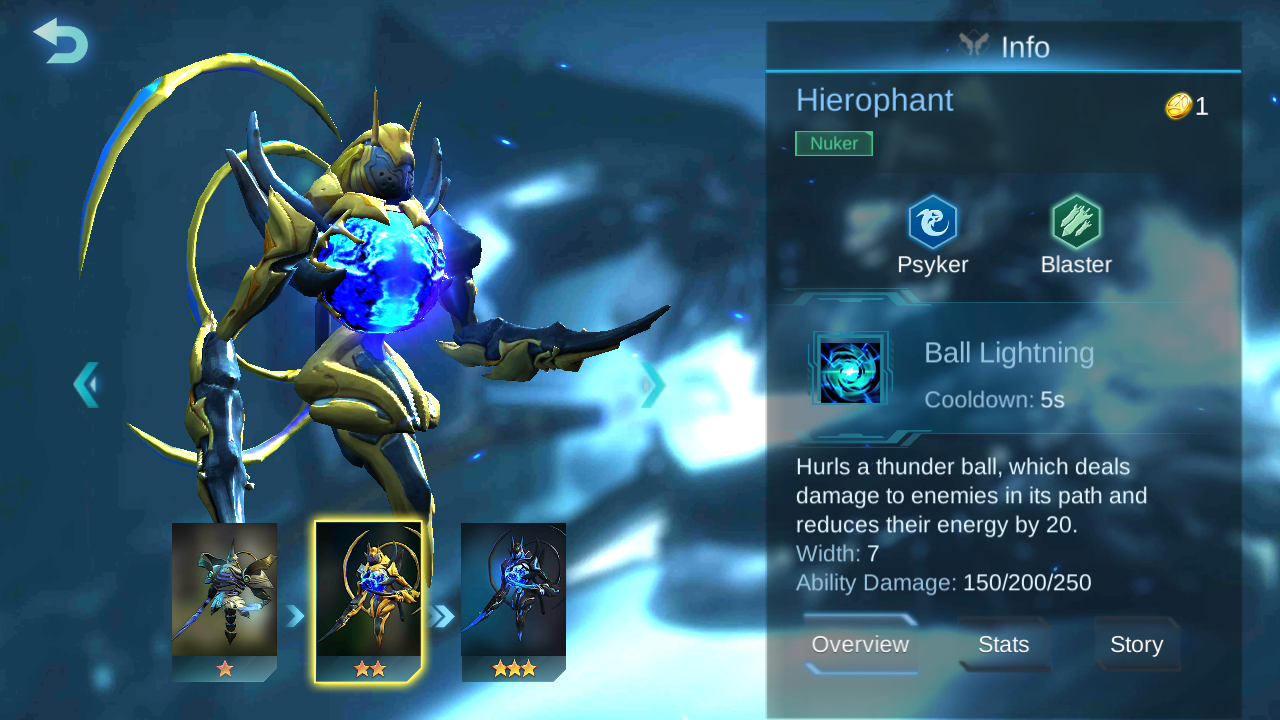 Info
Hierophant
1
Nuker
Psyker
Blaster
Ball Lightning
Cooldown: 5s
Hurls a thunder ball, which deals
damage to enemies in its path and
reduces their energy by 20.
Width: 7
Ability Damage: 150/200/250
Overview
Stats
Story